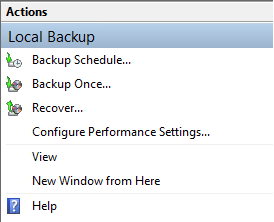 Actions
Local Backup
Backup Schedule...
Backup Once...
Recover...
Configure Performance Settings...
View
New Window from Here
Help